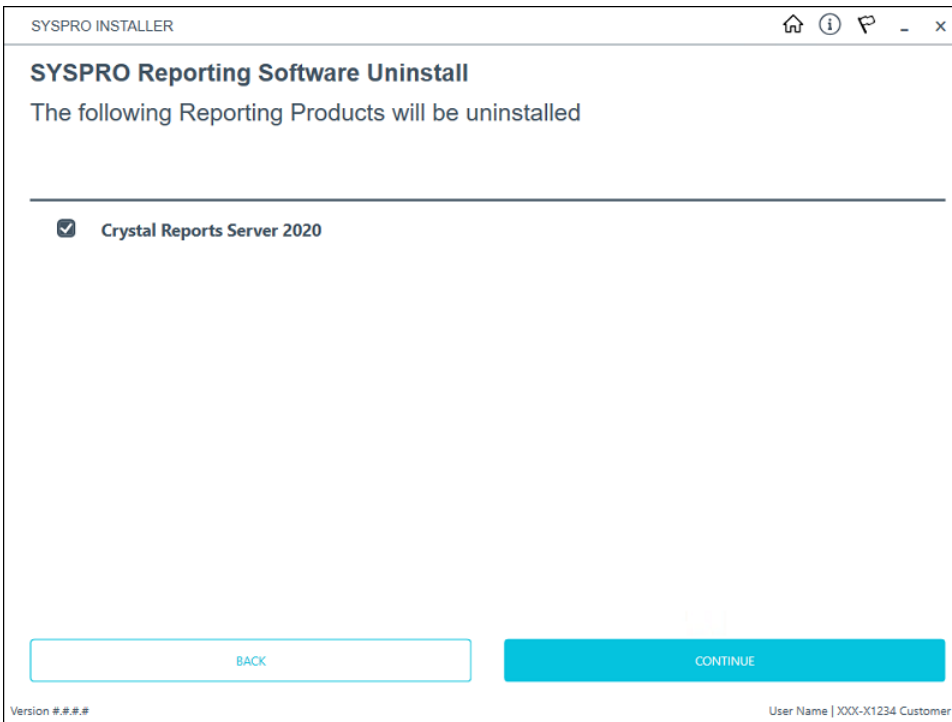 SYSPRO INSTALLER
SYSPRO Reporting Software Uninstall
The following Reporting Products will be uninstalled
Crystal Reports Server 2020
BACK
CONTINUE
Version #.#.#.#
User Name | XXX-X1234 Customer